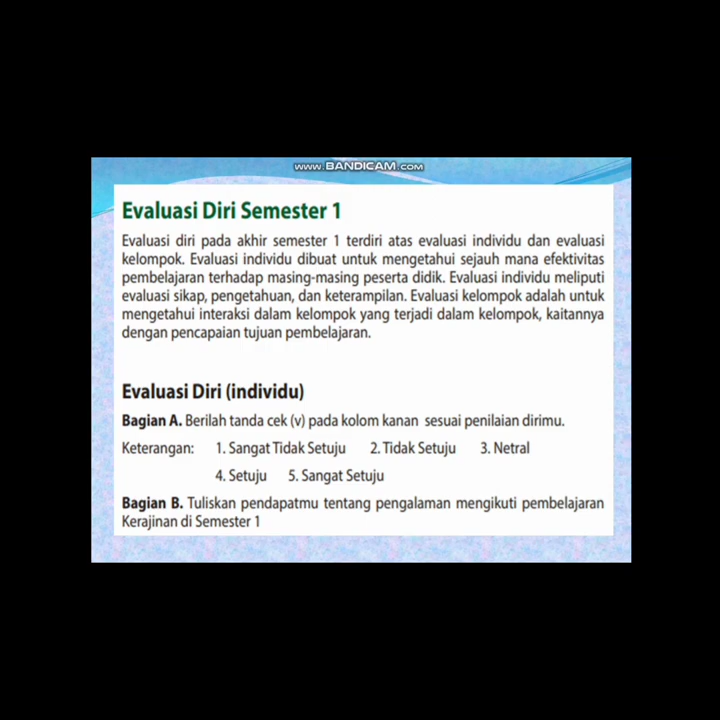 www.BANDICAM.com
Evaluasi Diri Semester 1
Evaluasi diri pada akhir semester 1 terdiri atas evaluasi individu dan evaluasi
kelompok. Evaluasi individu dibuat untuk mengetahui sejauh mana efektivitas
pembelajaran terhadap masing-masing peserta didik. Evaluasi individu meliputi
evaluasi sikap, pengetahuan, dan keterampilan. Evaluasi kelompok adalah untuk
mengetahui interaksi dalam kelompok yang terjadi dalam kelompok, kaitannya
dengan pencapaian tujuan pembelajaran.
Evaluasi Diri (individu)
Bagian A. Berilah tanda cek (v) pada kolom kanan sesuai penilaian dirimu.
Keterangan: 1. Sangat Tidak Setuju 2. Tidak Setuju 3. Netral
4. Setuju 5. Sangat Setuju
Bagian B. Tuliskan pendapatmu tentang pengalaman mengikuti pembelajaran
Kerajinan di Semester 1